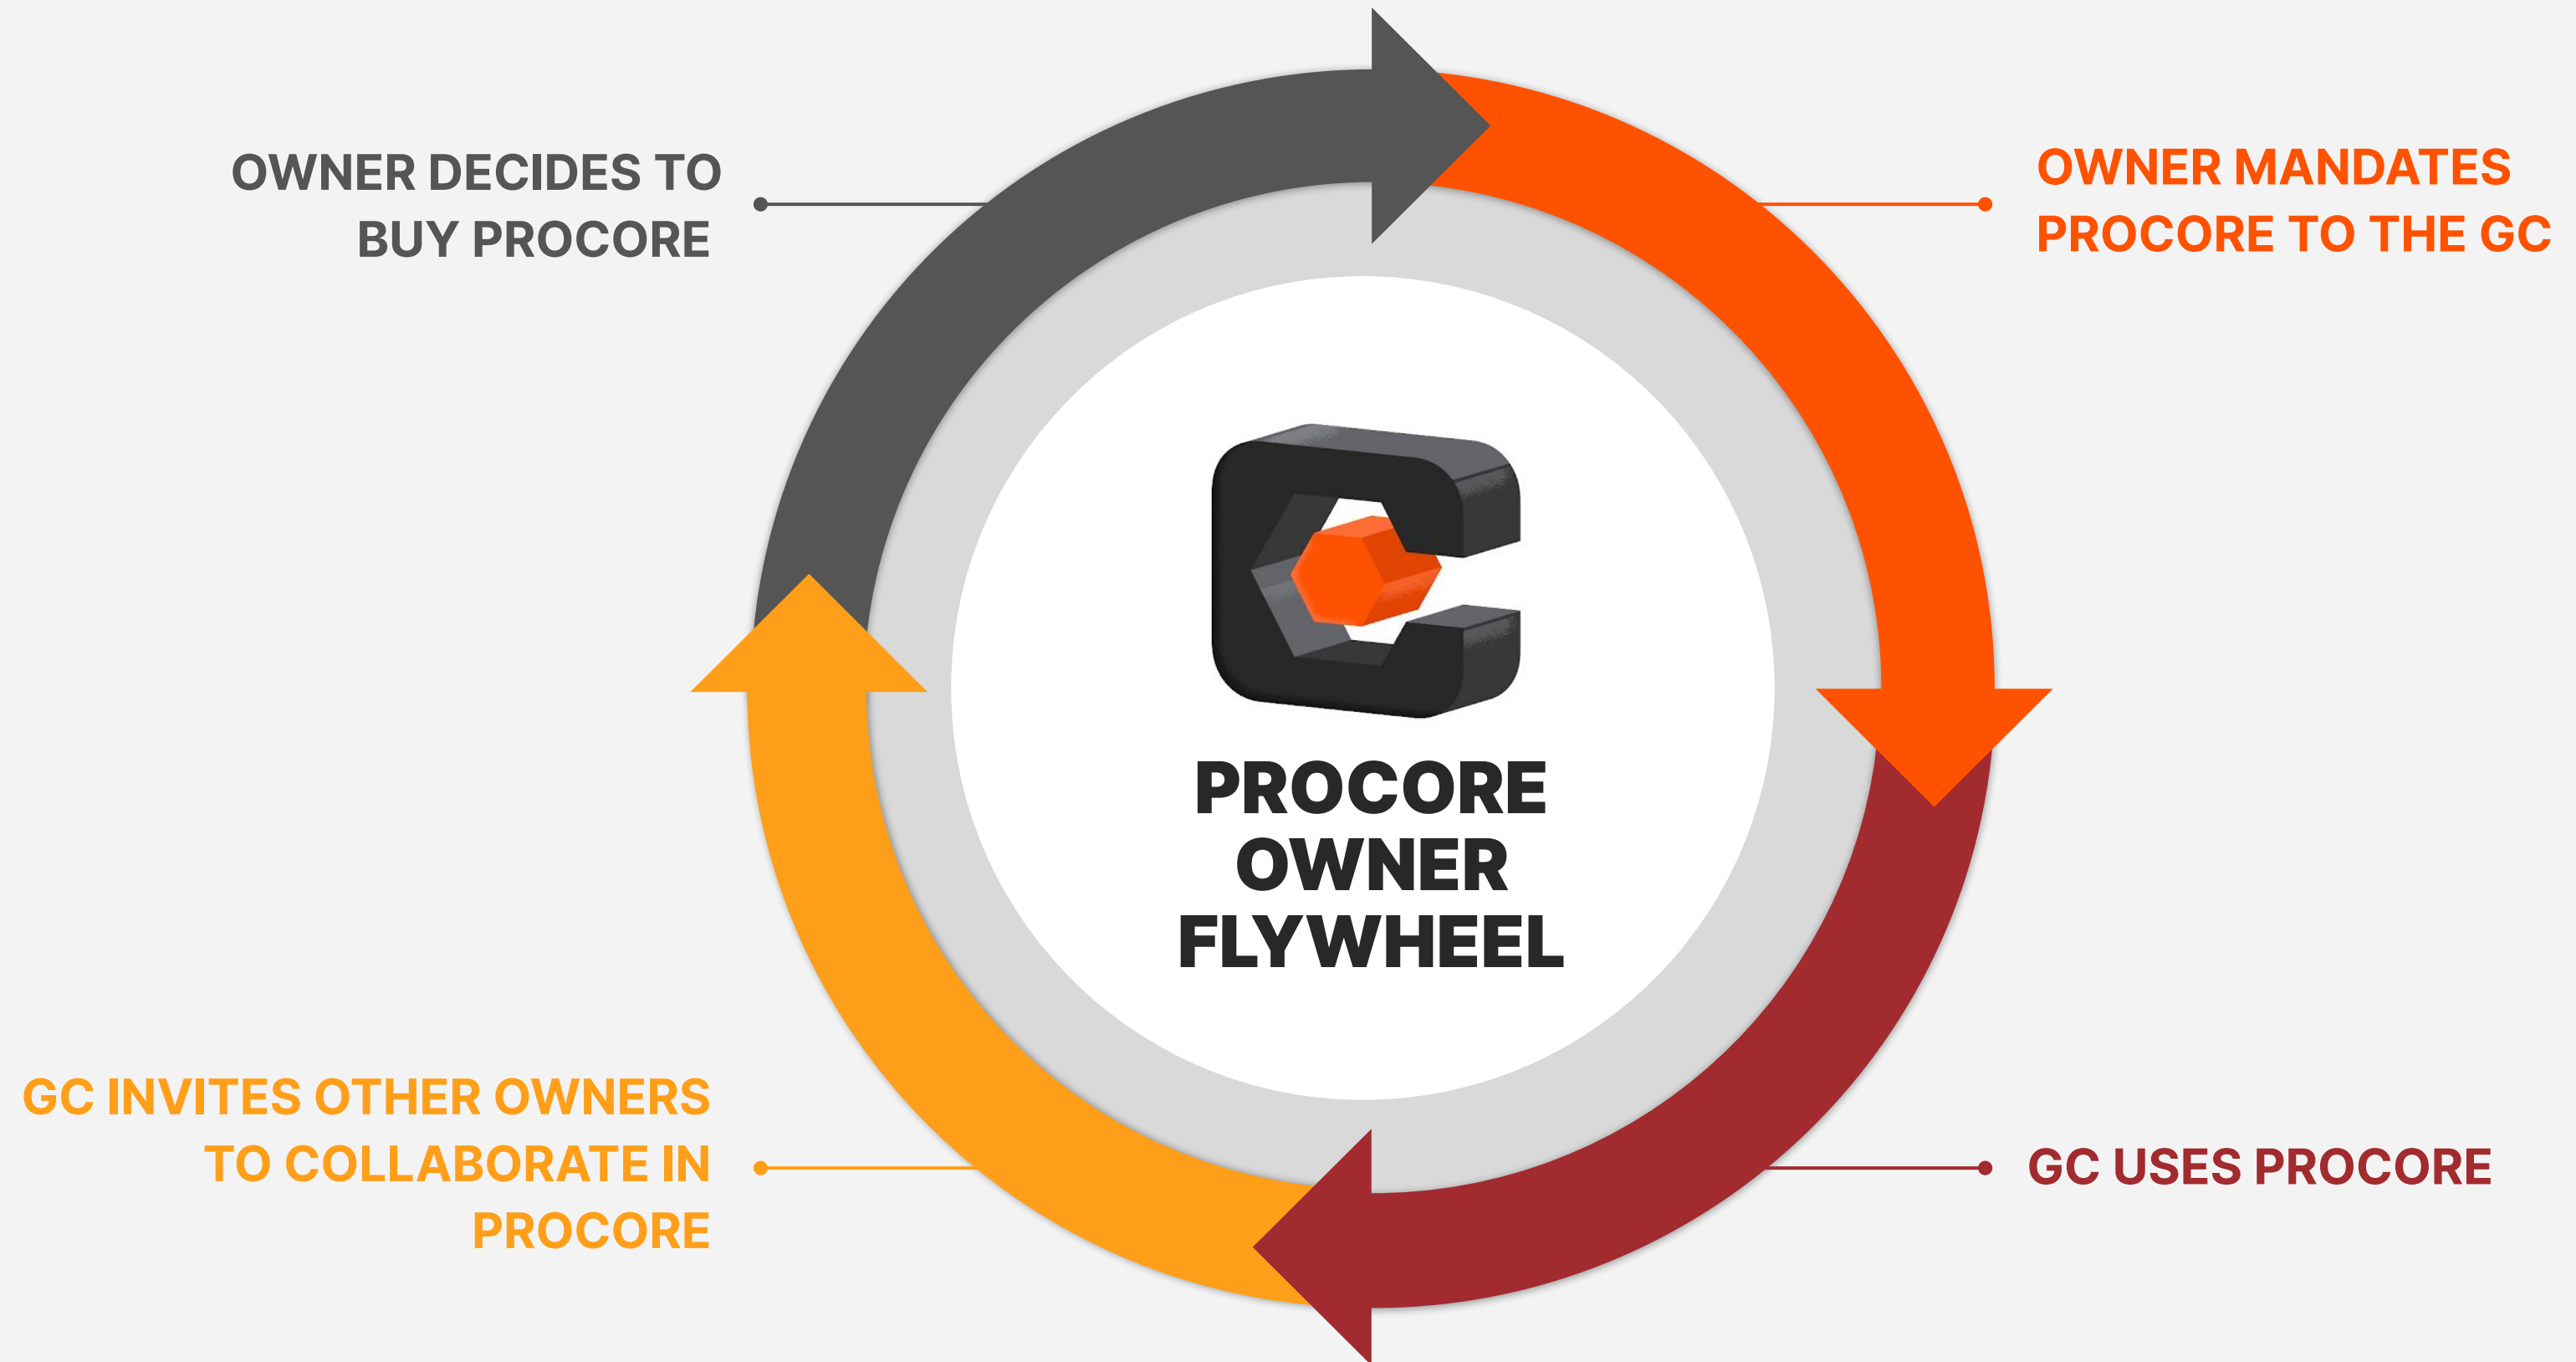 OWNER DECIDES TO
BUY PROCORE
OWNER MANDATES
PROCORE TO THE GC
PROCORE
OWNER
FLYWHEEL
GC INVITES OTHER OWNERS
TO COLLABORATE IN
PROCORE
GC USES PROCORE